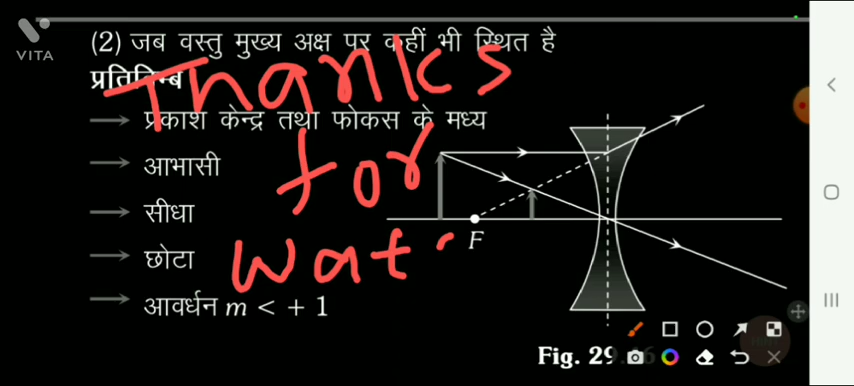 VITA
(2) जब वस्तु मुख्य अक्ष पर कहीं भी स्थित है
प्रतिबिम्ब
प्रकाश केन्द्र तथा फोकस के मध्य
आभासी
सीधा
छोटा
आवर्धन m < + 1
Thanks
for
wat
F
Fig. 29